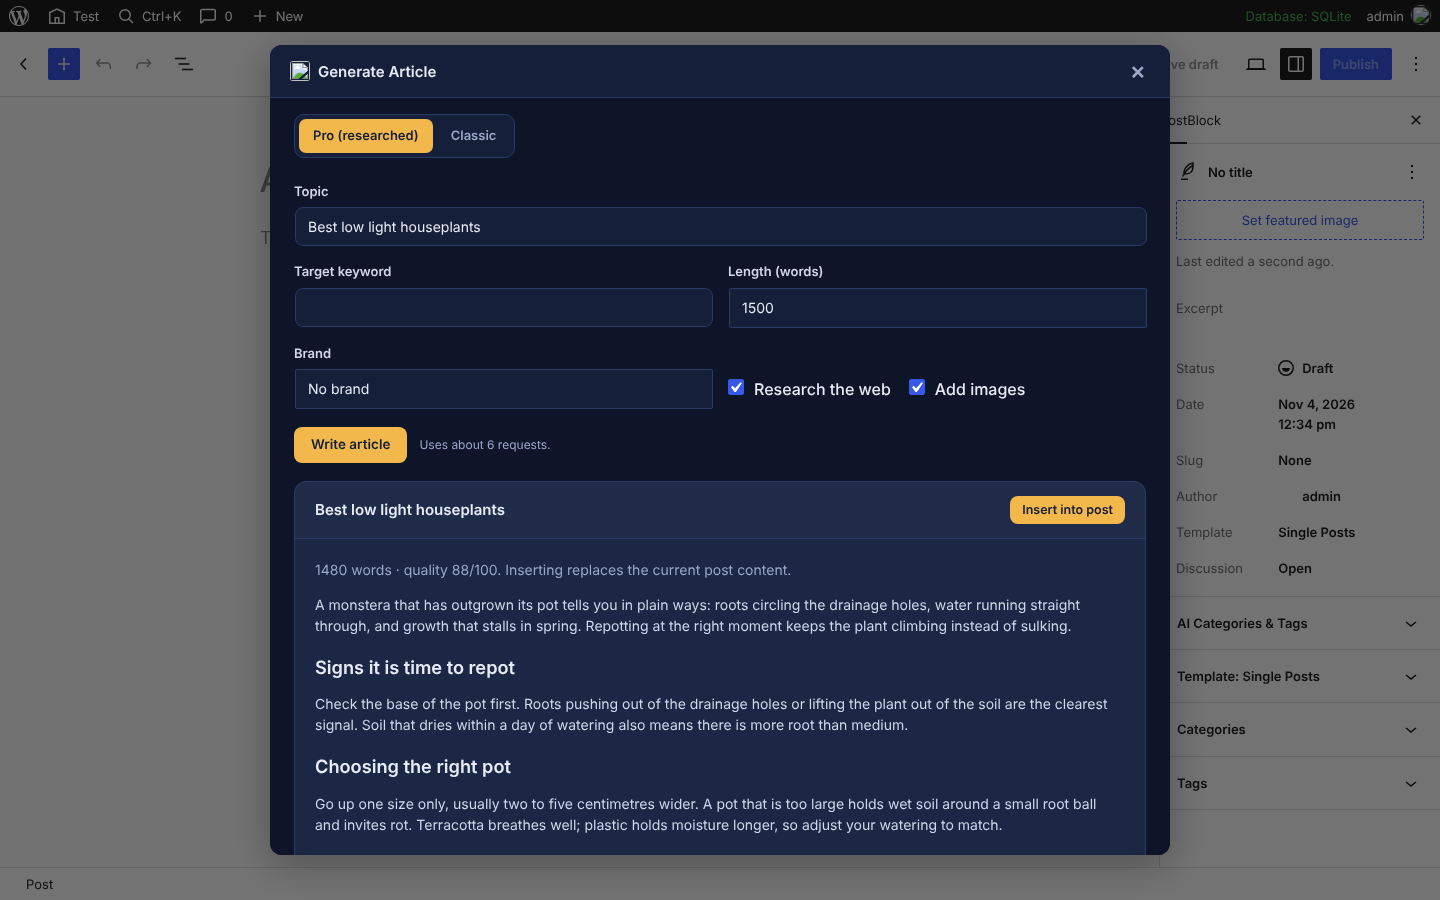 Test
Ctrl+K
0
New
Database: SQLite
admin
Generate Article
ve draft
Publish
Pro (researched)
Classic
ostBlock
Topic
No title
Best low light houseplants
Set featured image
Last edited a second ago.
Target keyword
Length (words)
1500
Excerpt
Brand
No brand
Research the web
Add images
Status
Draft
Date
Nov 4, 2026
12:34 pm
Write article
Uses about 6 requests.
Slug
None
Author
admin
Best low light houseplants
Insert into post
Template
Single Posts
1480 words · quality 88/100. Inserting replaces the current post content.
Discussion
Open
A monstera that has outgrown its pot tells you in plain ways: roots circling the drainage holes, water running straight
through, and growth that stalls in spring. Repotting at the right moment keeps the plant climbing instead of sulking.
AI Categories & Tags
Signs it is time to repot
Template: Single Posts
Check the base of the pot first. Roots pushing out of the drainage holes or lifting the plant out of the soil are the clearest
signal. Soil that dries within a day of watering also means there is more root than medium.
Categories
Choosing the right pot
Tags
Go up one size only, usually two to five centimetres wider. A pot that is too large holds wet soil around a small root ball
and invites rot. Terracotta breathes well; plastic holds moisture longer, so adjust your watering to match.
Post